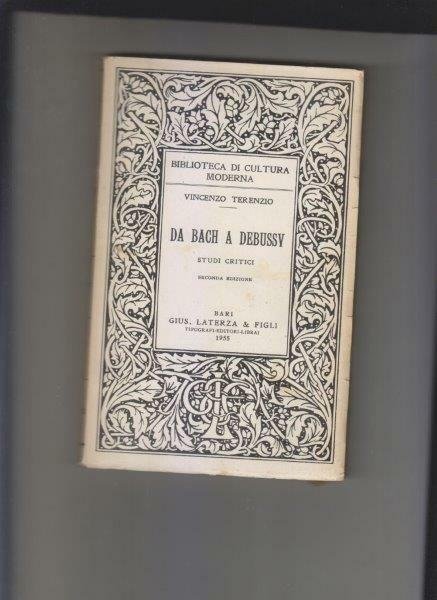 BIBLIOTECA DI CULTURA
MODERNA
VINCENZO TERENZIO
DA BACH A DEBUSSY
STUDI CRITICI
SECONDA EDIZIONE
BARI
GIUS. LATERZA & FIGLI
TIPOGRAFI-EDITORI-LIBRAI
1955